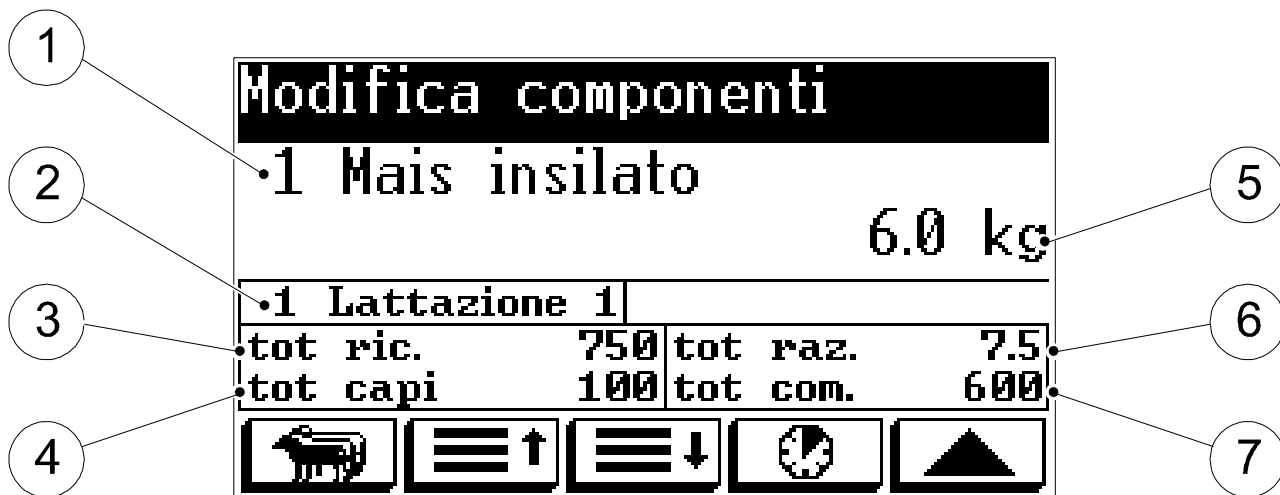 1
Modifica componenti
2
1 Mais insilato
5
6.0 kg
3
1 Lattazione 1
6
tot ric. 750 tot raz. 7.5
tot capi 100 tot com. 600
4
7